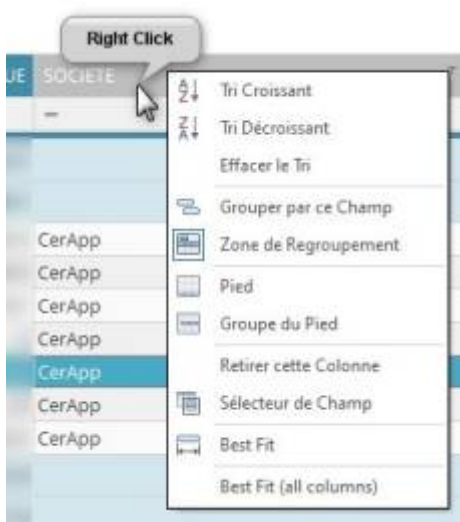 Right Click
UE SOCIÉTÉ
Tri Croissant
Tri Décroissant
Effacer le Tri
Grouper par ce Champ
Zone de Regroupement
CerApp
Pied
CerApp
Groupe du Pied
CerApp
CerApp
Retirer cette Colonne
CerApp
Sélecteur de Champ
CerApp
Best Fit
CerApp
Best Fit (all columns)